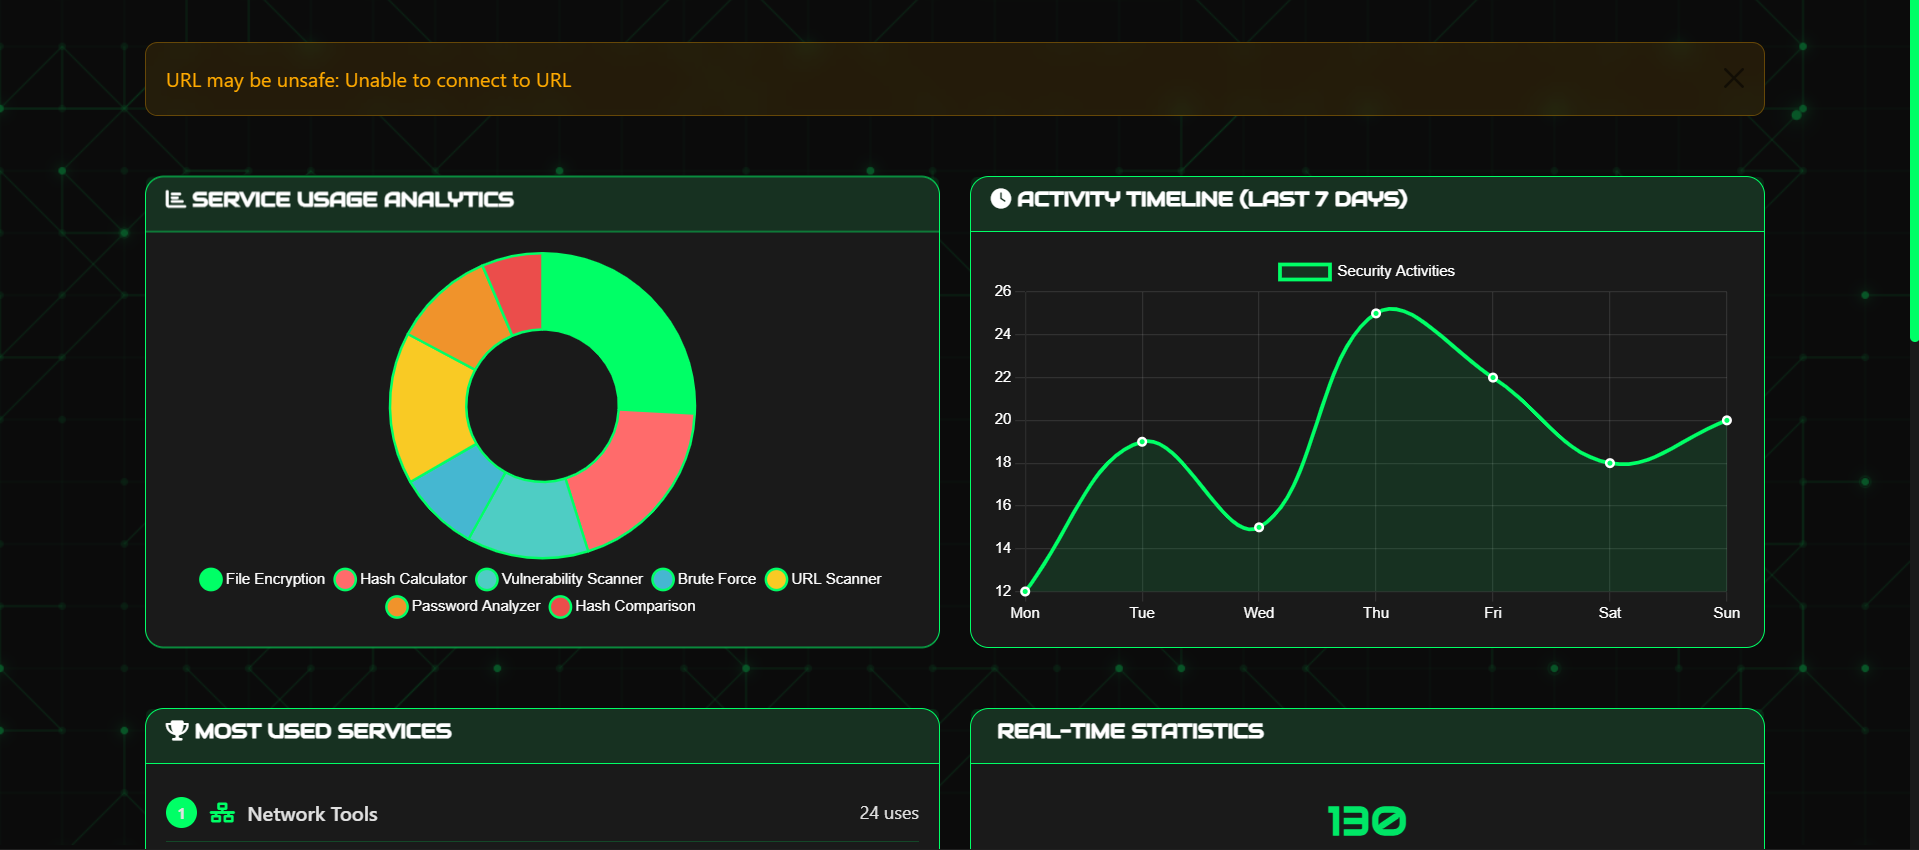 URL may be unsafe: Unable to connect to URL
SERVICE USAGE ANALYTICS
File Encryption Hash Calculator Vulnerability Scanner Brute Force URL Scanner
Password Analyzer Hash Comparison
ACTIVITY TIMELINE (LAST 7 DAYS)
Security Activities
26
24
22
20
18
16
14
12
Mon Tue Wed Thu Fri Sat Sun
MOST USED SERVICES
1 Network Tools 24 uses
REAL-TIME STATISTICS
130